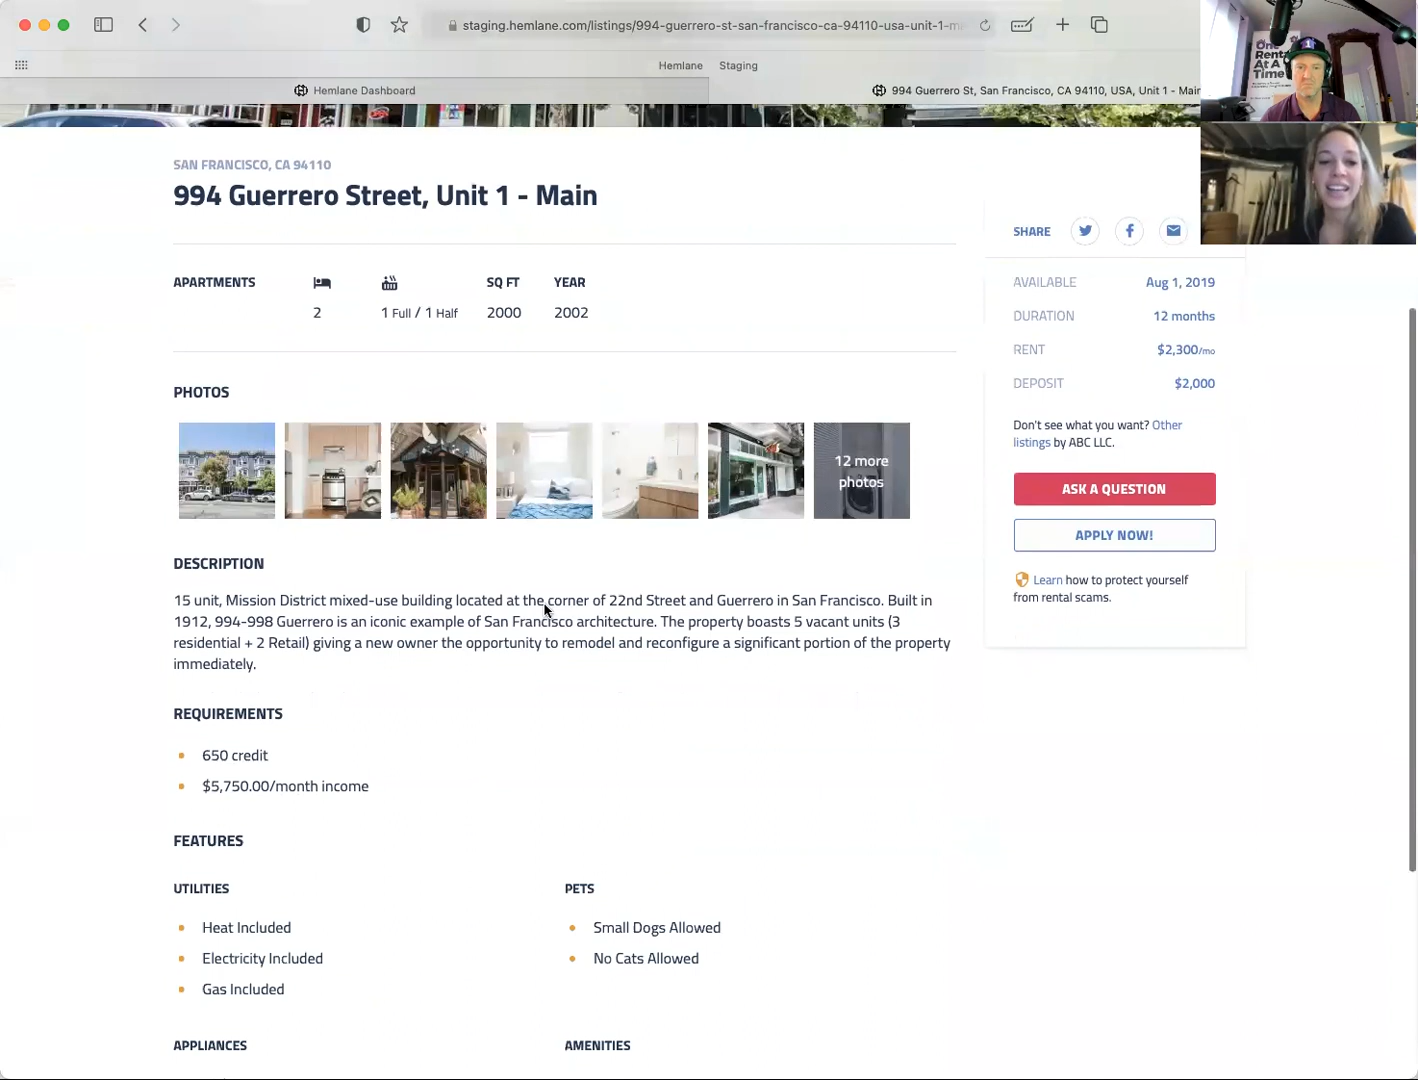 staging.hemlane.com/listings/994-guerrero-st-san-francisco-ca-94110-usa-unit-1-m
Hemlane Staging
Hemlane Dashboard
994 Guerrero St, San Francisco, CA 94110, USA, Unit 1 - Main
One
Rental
At A
Time
SAN FRANCISCO, CA 94110
994 Guerrero Street, Unit 1 - Main
SHARE
APARTMENTS
SQ FT
YEAR
2
1 Full / 1 Half
2000
2002
AVAILABLE Aug 1, 2019
DURATION 12 months
RENT $2,300/mo
DEPOSIT $2,000
Don't see what you want? Other
listings by ABC LLC.
ASK A QUESTION
APPLY NOW!
Learn how to protect yourself
from rental scams.
PHOTOS
12 more
photos
DESCRIPTION
15 unit, Mission District mixed-use building located at the corner of 22nd Street and Guerrero in San Francisco. Built in
1912, 994-998 Guerrero is an iconic example of San Francisco architecture. The property boasts 5 vacant units (3
residential + 2 Retail) giving a new owner the opportunity to remodel and reconfigure a significant portion of the property
immediately.
REQUIREMENTS
650 credit
$5,750.00/month income
FEATURES
UTILITIES
Heat Included
Electricity Included
Gas Included
PETS
Small Dogs Allowed
No Cats Allowed
APPLIANCES
AMENITIES